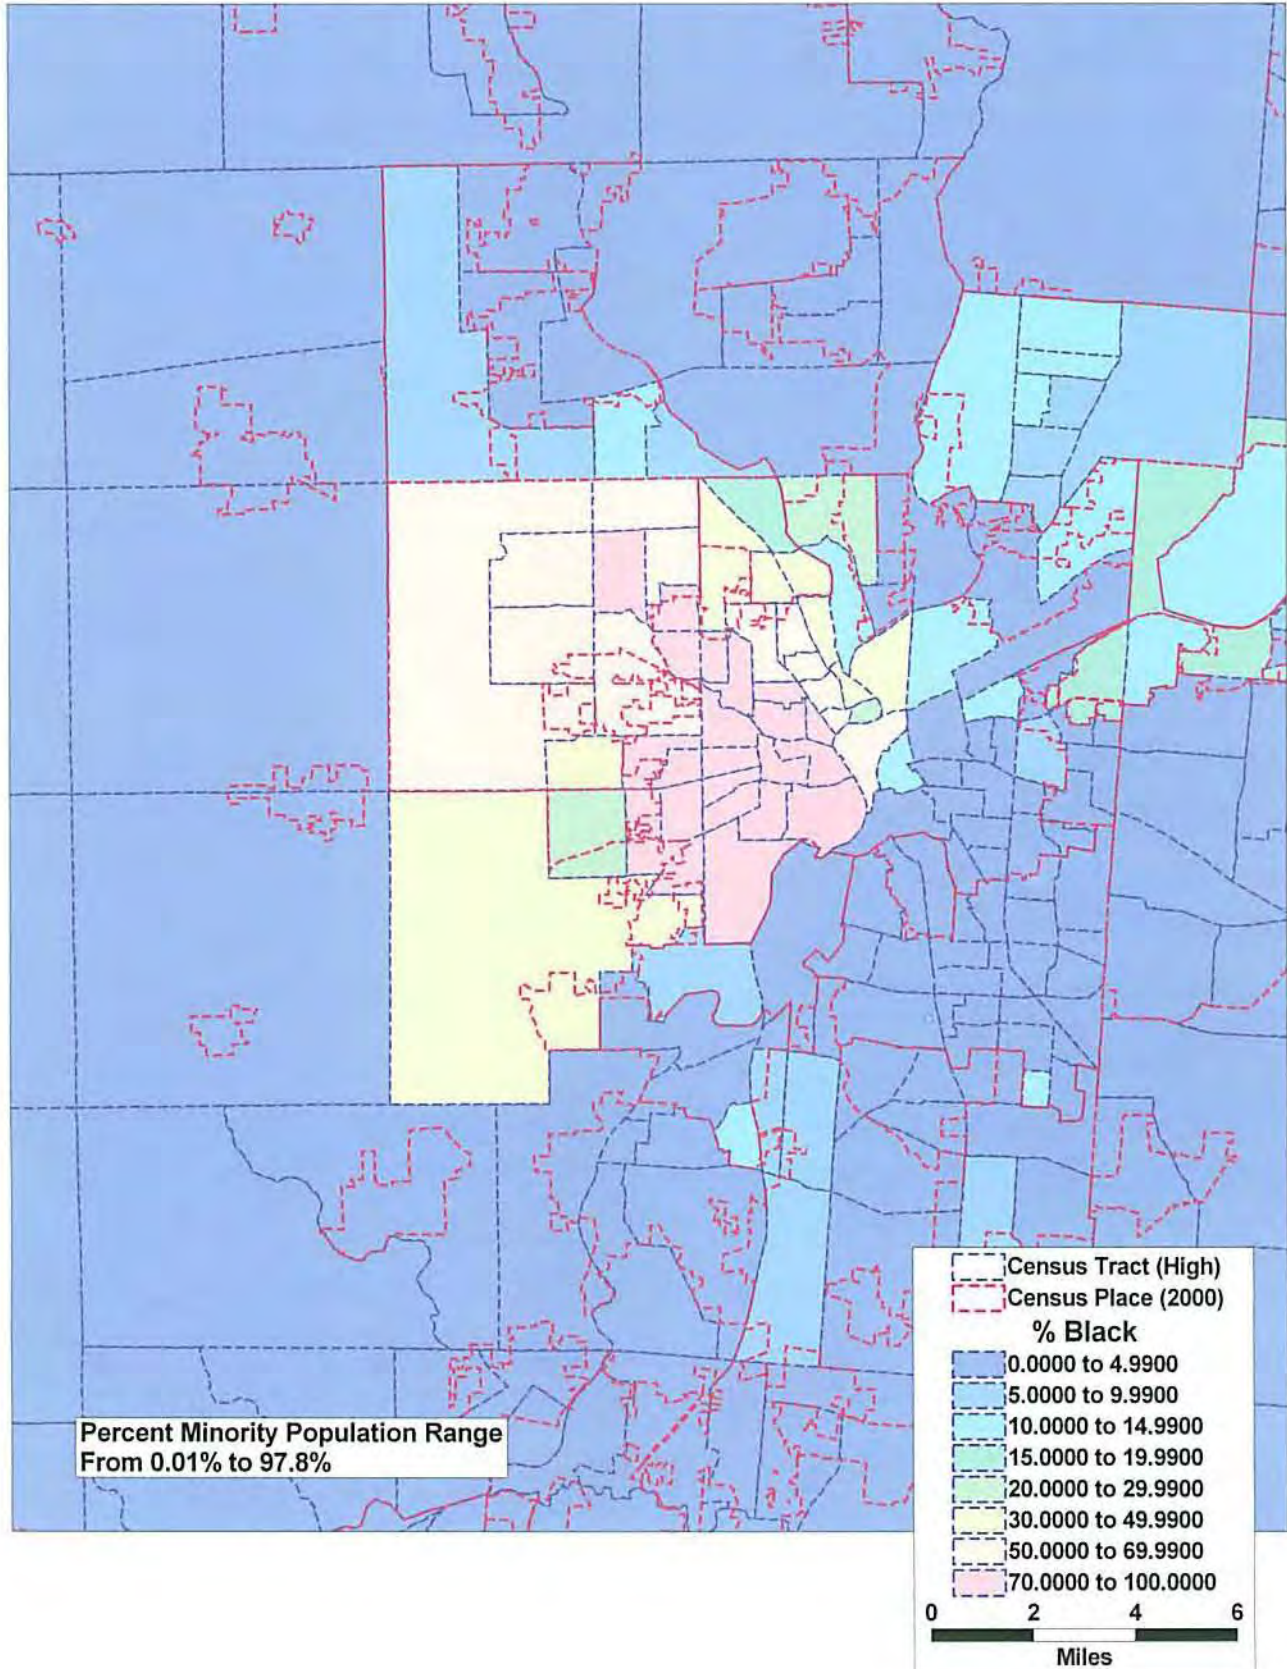 Census Tract (High)
Census Place (2000)
% Black
0.0000 to 4.9900
5.0000 to 9.9900
10.0000 to 14.9900
15.0000 to 19.9900
20.0000 to 29.9900
30.0000 to 49.9900
50.0000 to 69.9900
70.0000 to 100.0000
0 2 4 6
Miles
Percent Minority Population Range
From 0.01% to 97.8%